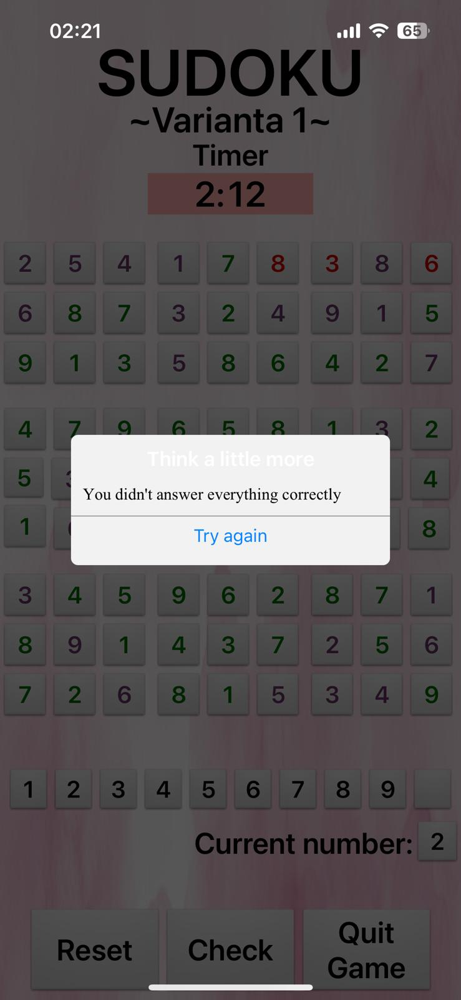 02:21
65
SUDOKU
~Varianta 1~
Timer
2:12
2 5 4 1 7 8 3 8 6
6 8 7 3 2 4 9 1 5
9 1 3 5 8 6 4 2 7
4 7 9 6 5 8 1 3 2
Think a little more
5 4
You didn't answer everything correctly
1 8
Try again
3 4 5 9 6 2 8 7 1
8 9 1 4 3 7 2 5 6
7 2 6 8 1 5 3 4 9
1 2 3 4 5 6 7 8 9
Current number: 2
Reset Check Quit
Game